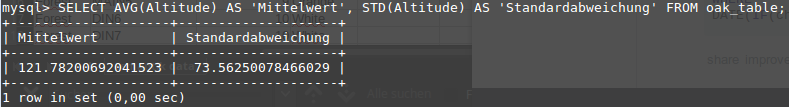 mysql> SELECT AVG(Altitude) AS 'Mittelwert', STD(Altitude) AS 'Standardabweichung' FROM oak_table;
+--------------------+--------------------+
| Mittelwert         | Standardabweichung |
+--------------------+--------------------+
| 121.78200692041523 |  73.56250078466029 |
+--------------------+--------------------+
1 row in set (0,00 sec)